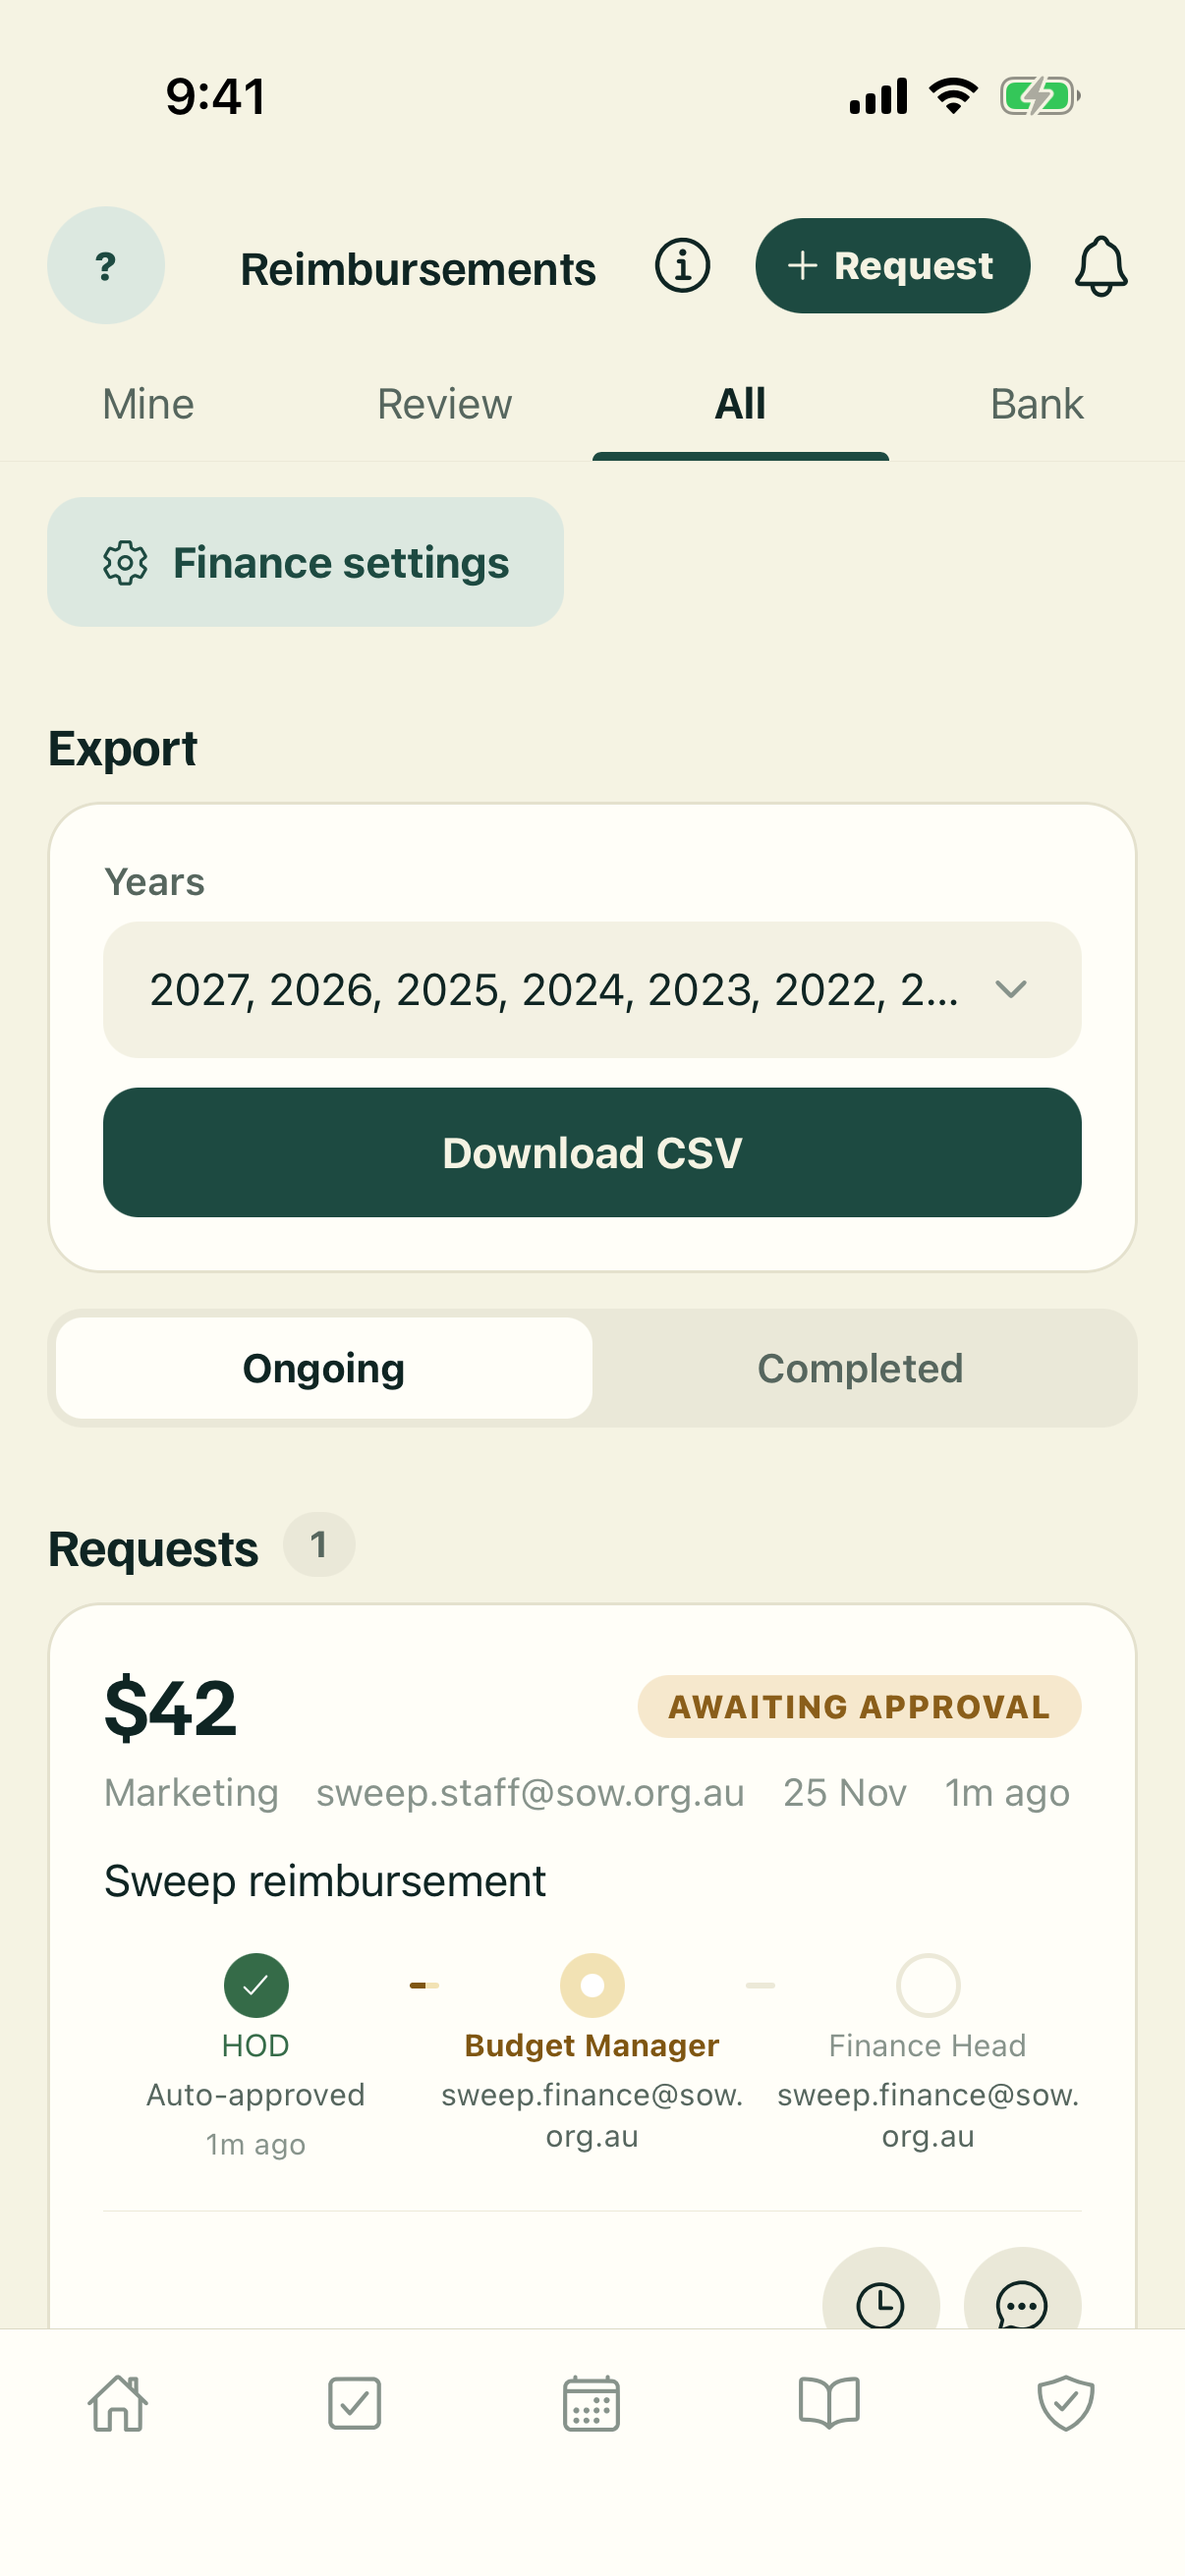 9:41
?
Reimbursements
+ Request
Mine Review All Bank
Finance settings
Export
Years
2027, 2026, 2025, 2024, 2023, 2022, 2...
Download CSV
Ongoing Completed
Requests 1
$42 AWAITING APPROVAL
Marketing sweep.staff@sow.org.au 25 Nov 1m ago
Sweep reimbursement
HOD Budget Manager Finance Head
Auto-approved sweep.finance@sow. sweep.finance@sow.
1m ago org.au org.au